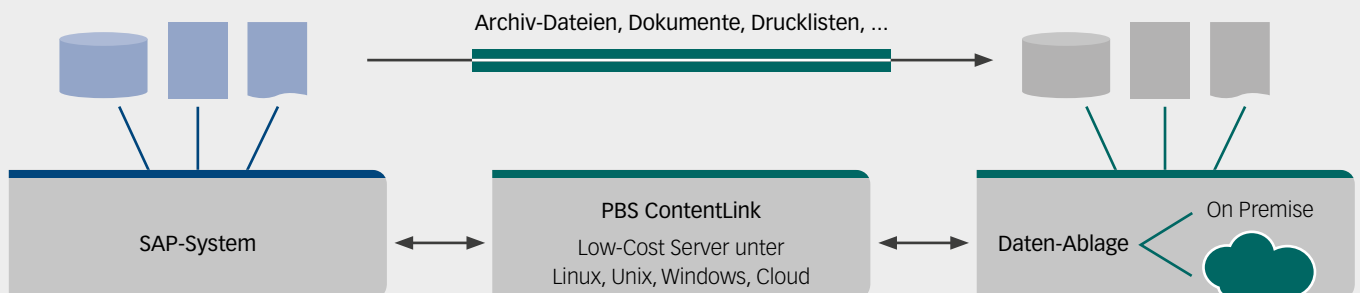 Archiv-Dateien, Dokumente, Drucklisten, ...
SAP-System
PBS ContentLink
Low-Cost Server unter
Linux, Unix, Windows, Cloud
Daten-Ablage
On Premise